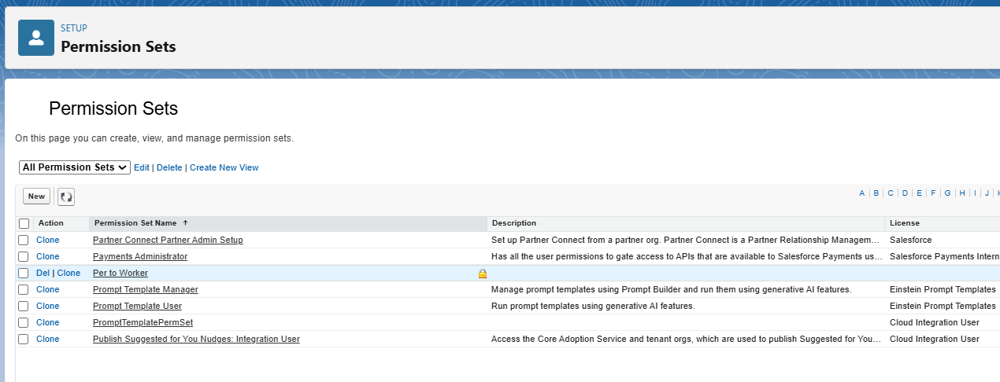 SETUP
Permission Sets
Permission Sets
On this page you can create, view, and manage permission sets.
All Permission Sets Edit | Delete | Create New View
New A | B | C | D | E | F | G | H | I | J |
Action Permission Set Name ↑ Description License
Clone Partner Connect Partner Admin Setup Set up Partner Connect from a partner org. Partner Connect is a Partner Relationship Managem... Salesforce
Clone Payments Administrator Has all the user permissions to gate access to APIs that are available to Salesforce Payments us... Salesforce Payments Intern
Del | Clone Per to Worker
Clone Prompt Template Manager Manage prompt templates using Prompt Builder and run them using generative AI features. Einstein Prompt Templates
Clone Prompt Template User Run prompt templates using generative AI features. Einstein Prompt Templates
Clone PromptTemplatePermSet Cloud Integration User
Clone Publish Suggested for You Nudges: Integration User Access the Core Adoption Service and tenant orgs, which are used to publish Suggested for You... Cloud Integration User